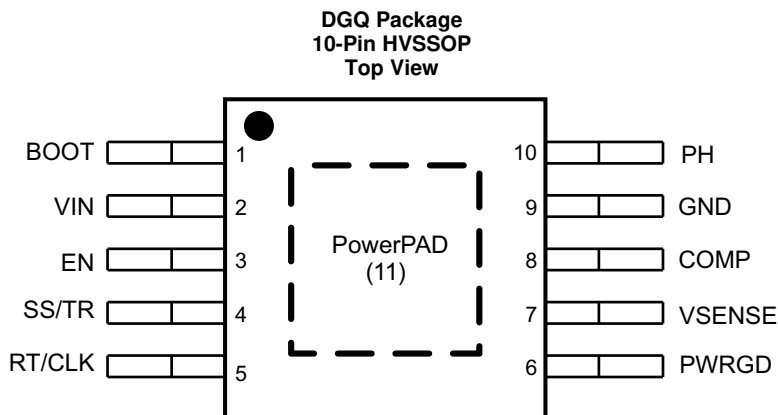 DGQ Package
10-Pin HVSSOP
Top View
BOOT 1
VIN 2
EN 3
SS/TR 4
RT/CLK 5
PowerPAD
(11)
10 PH
9 GND
8 COMP
7 VSENSE
6 PWRGD